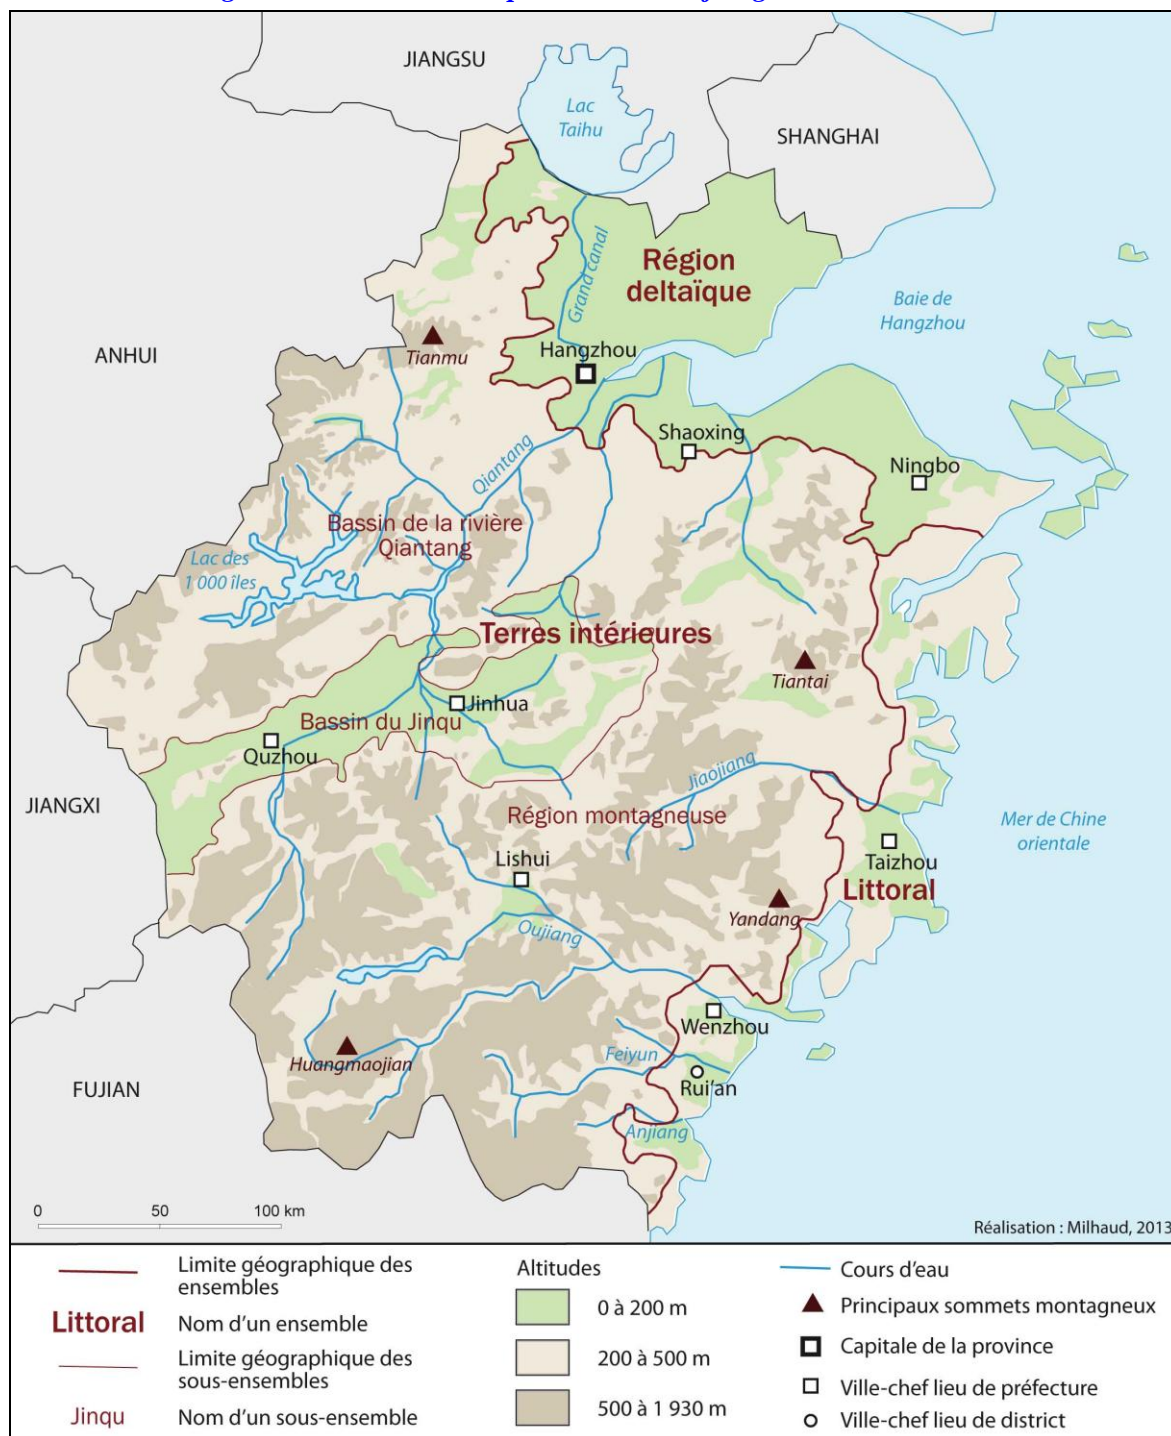 JIANGSU
Lac
Taihu
SHANGHAI
Région
deltaïque
Grand canal
Baie de
Hangzhou
ANHUI
Tianmu
Hangzhou
Shaoxing
Ningbo
Qiantang
Bassin de la rivière
Qiantang
Lac des
1 000 îles
Terres intérieures
Tiantai
Jinhua
Bassin du Jinqu
Quzhou
Jiaojiang
JIANGXI
Région montagneuse
Mer de Chine
orientale
Taizhou
Lishui
Littoral
Yandang
Oujiang
Wenzhou
Huangmaojian
Feiyun
Rui'an
FUJIAN
Anjiang
0 50 100 km
Réalisation : Milhaud, 2013
Limite géographique des
ensembles
Littoral Nom d'un ensemble
Limite géographique des
sous-ensembles
Jinqu Nom d'un sous-ensemble
Altitudes
0 à 200 m
200 à 500 m
500 à 1 930 m
Cours d'eau
Principaux sommets montagneux
Capitale de la province
Ville-chef lieu de préfecture
Ville-chef lieu de district